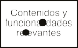 Contenidos y
funcionalidades
relevantes